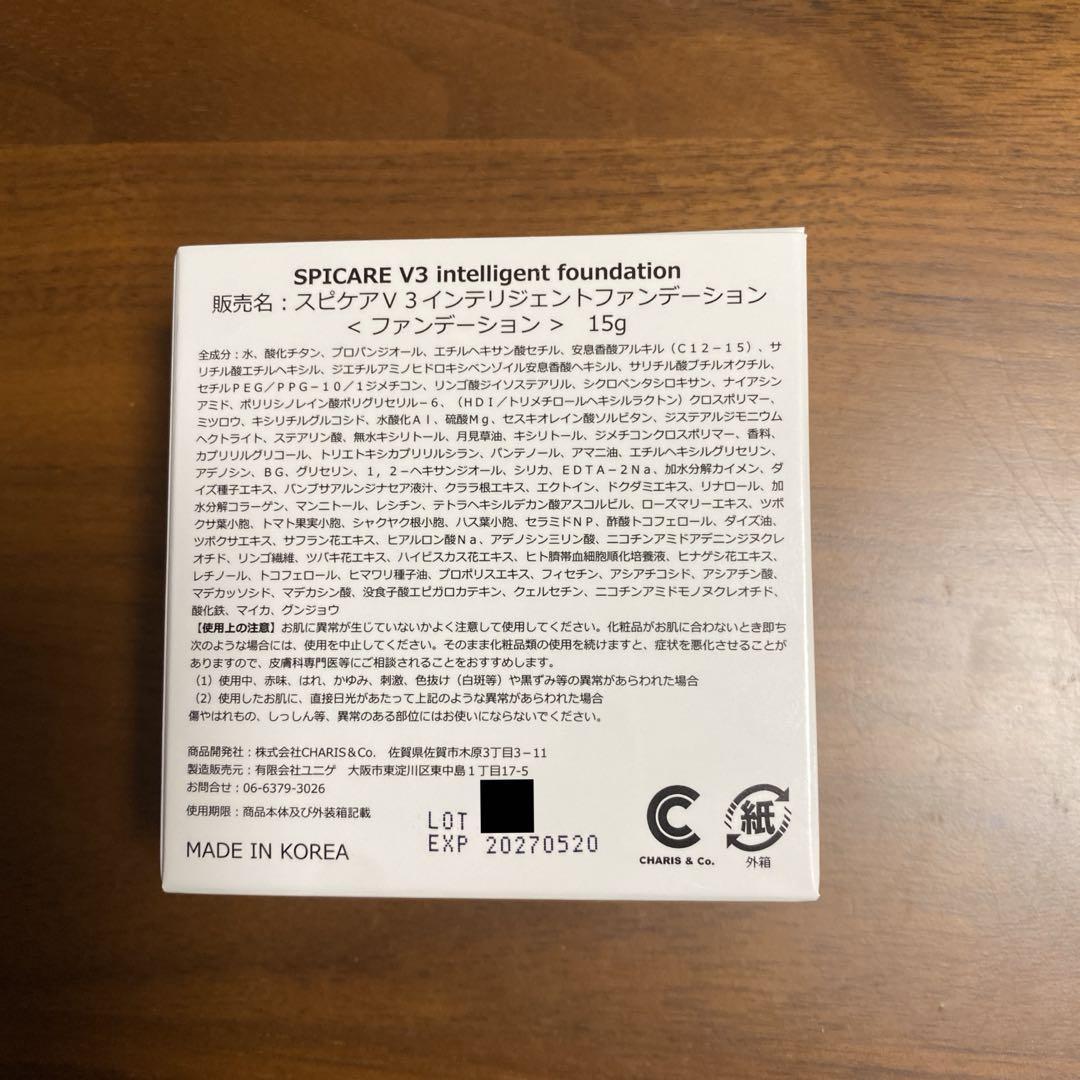 SPICARE V3 intelligent foundation
販売名：スピケアＶ３インテリジェントファンデーション
＜ファンデーション＞ 15g
全成分：水、酸化チタン、プロパンジオール、エチルヘキサン酸セチル、安息香酸アルキル（Ｃ１２－１５）、サ
リチル酸エチルヘキシル、ジエチルアミノヒドロキシベンゾイル安息香酸ヘキシル、サリチル酸ブチルオクチル、
セチルＰＥＧ／ＰＰＧ－１０／１ジメチコン、リンゴ酸ジイソステアリル、シクロペンタシロキサン、ナイアシン
アミド、ポリリシノレイン酸ポリグリセリル－６、（ＨＤＩ／トリメチロールヘキシルラクトン）クロスポリマー、
ミツロウ、キシリチルグルコシド、水酸化Ａｌ、硫酸Ｍｇ、セスキオレイン酸ソルビタン、ジステアルジモニウム
ヘクトライト、ステアリン酸、無水キシリトール、月見草油、キシリトール、ジメチコンクロスポリマー、香料、
カプリリルグリコール、トリエトキシカプリリルシラン、パンテノール、アマニ油、エチルヘキシルグリセリン、
アデノシン、ＢＧ、グリセリン、１，２－ヘキサンジオール、シリカ、ＥＤＴＡ－２Ｎａ、加水分解カイメン、ダ
イズ種子エキス、バンブサアルンジナセア液汁、クララ根エキス、エクトイン、ドクダミエキス、リナロール、加
水分解コラーゲン、マンニトール、レシチン、テトラヘキシルデカン酸アスコルビル、ローズマリーエキス、ツボ
クサ葉小胞、トマト果実小胞、シャクヤク根小胞、ハス葉小胞、セラミドＮＰ、酢酸トコフェロール、ダイズ油、
ツボクサエキス、サフラン花エキス、ヒアルロン酸Ｎａ、アデノシン三リン酸、ニコチンアミドアデニンジヌクレ
オチド、リンゴ繊維、ツバキ花エキス、ハイビスカス花エキス、ヒト臍帯血細胞順化培養液、ヒナゲシ花エキス、
レチノール、トコフェロール、ヒマワリ種子油、プロポリスエキス、フィセチン、アシアチコシド、アシアチン酸、
マデカッソシド、マデカシン酸、没食子酸エピガロカテキン、クェルセチン、ニコチンアミドモノヌクレオチド、
酸化鉄、マイカ、グンジョウ
【使用上の注意】お肌に異常が生じていないかよく注意して使用してください。化粧品がお肌に合わないとき即ち
次のような場合には、使用を中止してください。そのまま化粧品類の使用を続けますと、症状を悪化させることが
ありますので、皮膚科専門医等にご相談されることをおすすめします。
（1）使用中、赤味、はれ、かゆみ、刺激、色抜け（白斑等）や黒ずみ等の異常があらわれた場合
（2）使用したお肌に、直接日光があたって上記のような異常があらわれた場合
傷やはれもの、しっしん等、異常のある部位にはお使いにならないでください。
商品開発社：株式会社CHARIS＆Co. 佐賀県佐賀市木原3丁目3－11
製造販売元：有限会社ユニゲ 大阪市東淀川区東中島１丁目17-5
お問合せ：06-6379-3026
使用期限：商品本体及び外装箱記載
LOT
EXP 20270520
MADE IN KOREA
CHARIS & Co.
紙
外箱